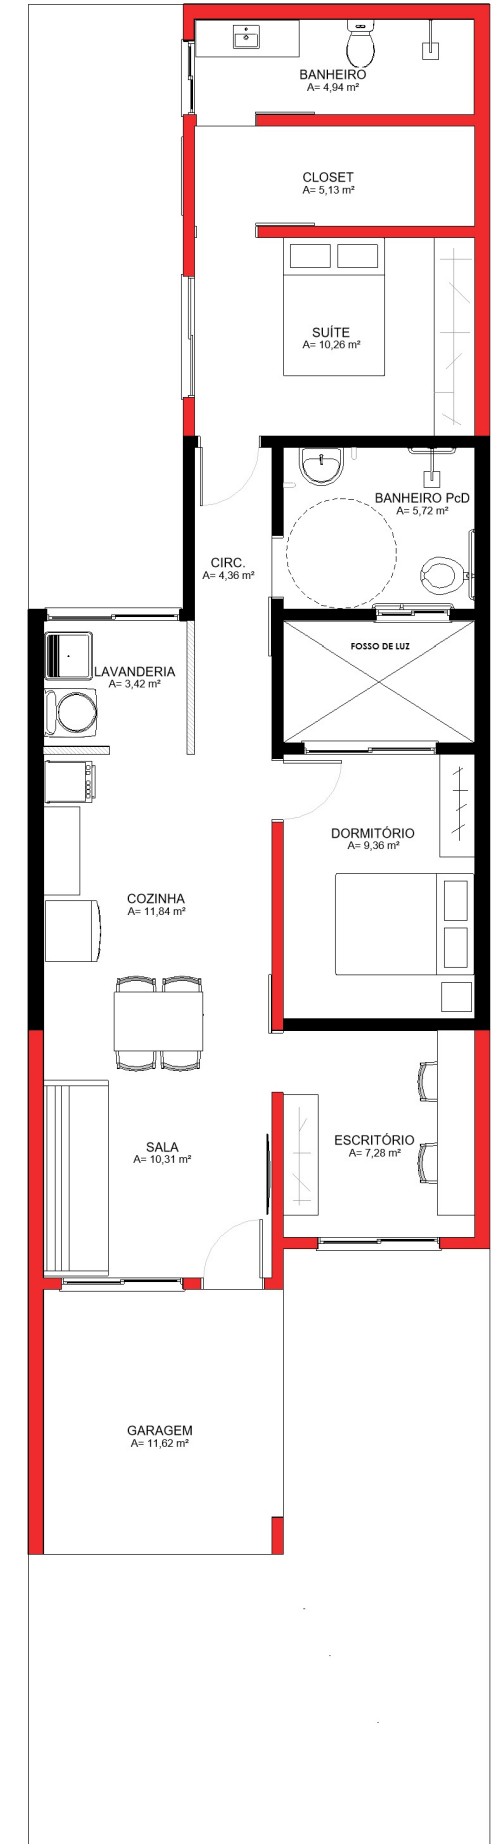 BANHEIRO
A= 4,94 m²
CLOSET
A= 5,13 m²
SUÍTE
A= 10,26 m²
BANHEIRO PcD
A= 5,72 m²
CIRC.
A= 4,36 m²
FOSSO DE LUZ
LAVANDERIA
A= 3,42 m²
DORMITÓRIO
A= 9,36 m²
COZINHA
A= 11,84 m²
ESCRITÓRIO
A= 7,28 m²
SALA
A= 10,31 m²
GARAGEM
A= 11,62 m²